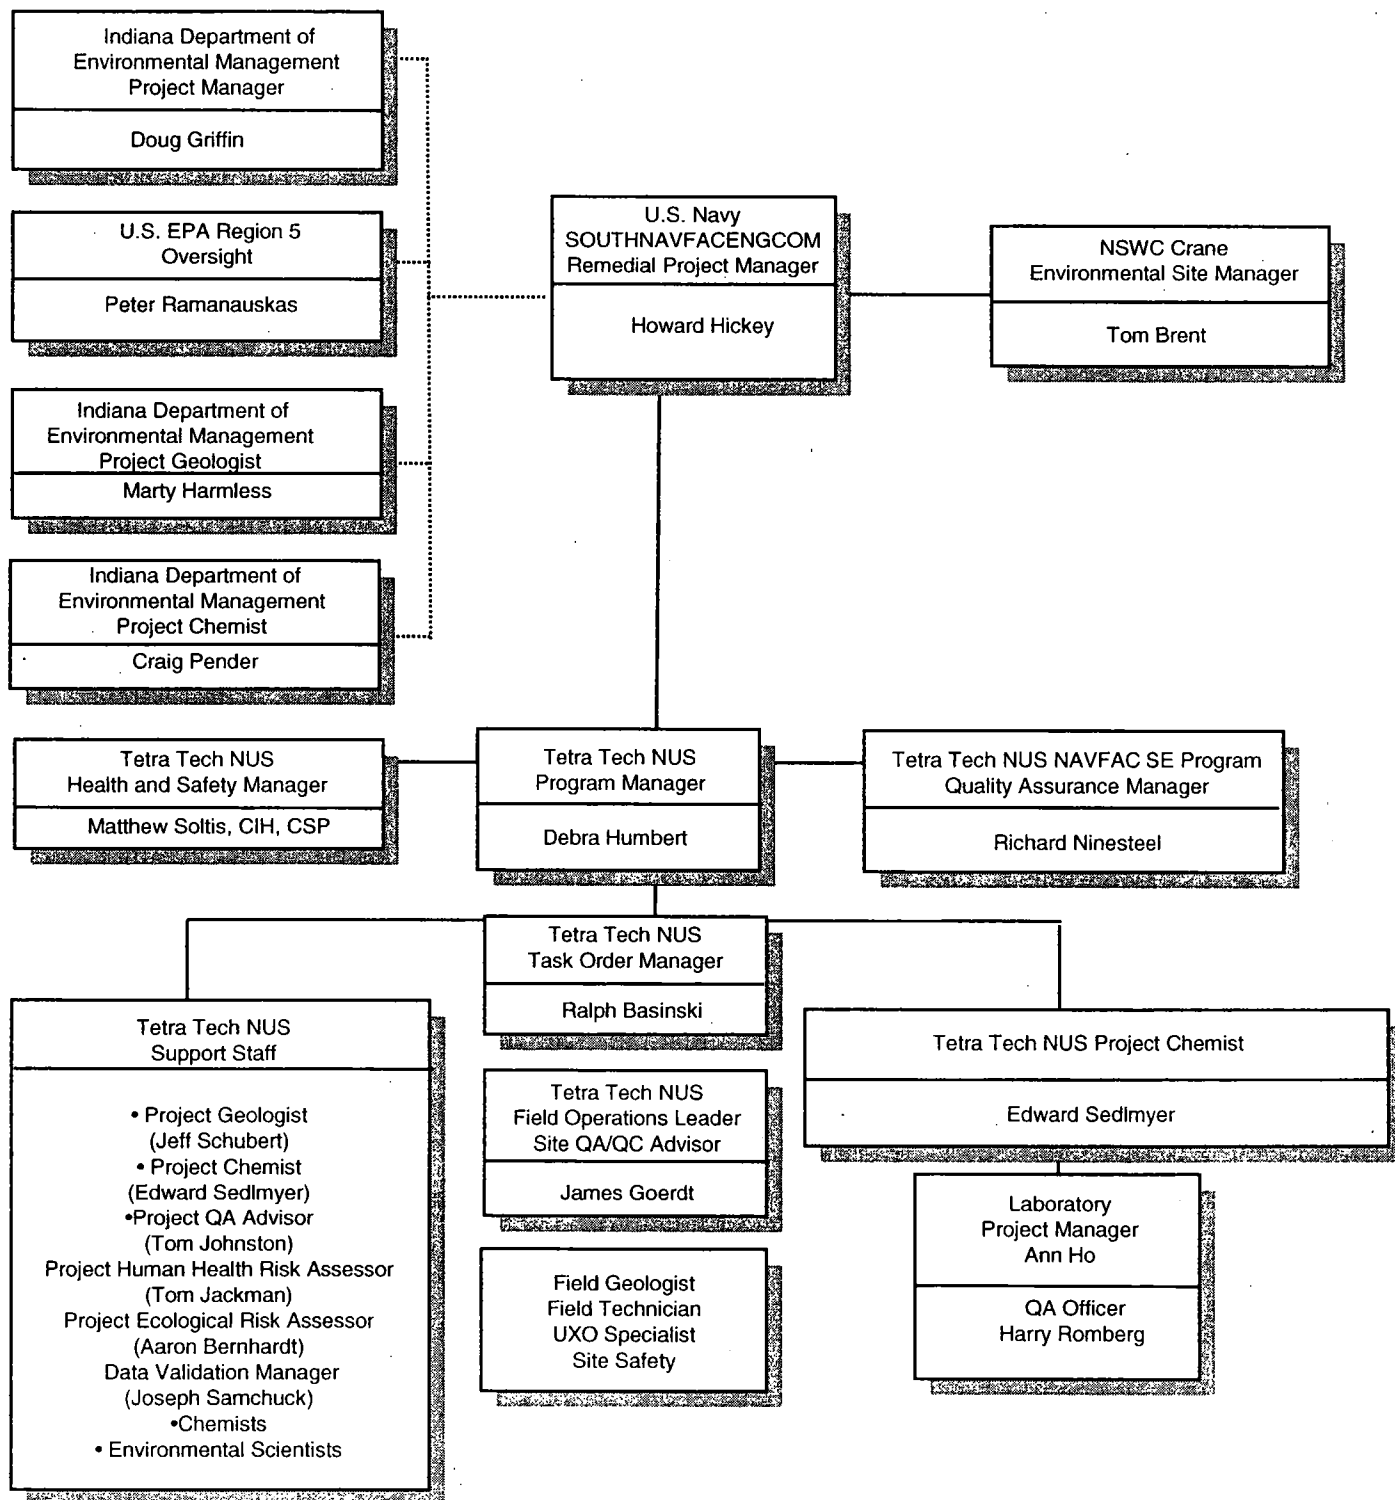 Indiana Department of
Environmental Management
Project Manager
Doug Griffin
U.S. EPA Region 5
Oversight
Peter Ramanauskas
Indiana Department of
Environmental Management
Project Geologist
Marty Harmless
Indiana Department of
Environmental Management
Project Chemist
Craig Pender
U.S. Navy
SOUTHNAVFACENGCOM
Remedial Project Manager
Howard Hickey
NSWC Crane
Environmental Site Manager
Tom Brent
Tetra Tech NUS
Health and Safety Manager
Matthew Soltis, CIH, CSP
Tetra Tech NUS
Program Manager
Debra Humbert
Tetra Tech NUS NAVFAC SE Program
Quality Assurance Manager
Richard Ninesteel
Tetra Tech NUS
Task Order Manager
Ralph Basinski
Tetra Tech NUS
Support Staff
• Project Geologist
(Jeff Schubert)
• Project Chemist
(Edward Sedlmyer)
•Project QA Advisor
(Tom Johnston)
Project Human Health Risk Assessor
(Tom Jackman)
Project Ecological Risk Assessor
(Aaron Bernhardt)
Data Validation Manager
(Joseph Samchuck)
•Chemists
• Environmental Scientists
Tetra Tech NUS
Field Operations Leader
Site QA/QC Advisor
James Goerdt
Field Geologist
Field Technician
UXO Specialist
Site Safety
Tetra Tech NUS Project Chemist
Edward Sedlmyer
Laboratory
Project Manager
Ann Ho
QA Officer
Harry Romberg